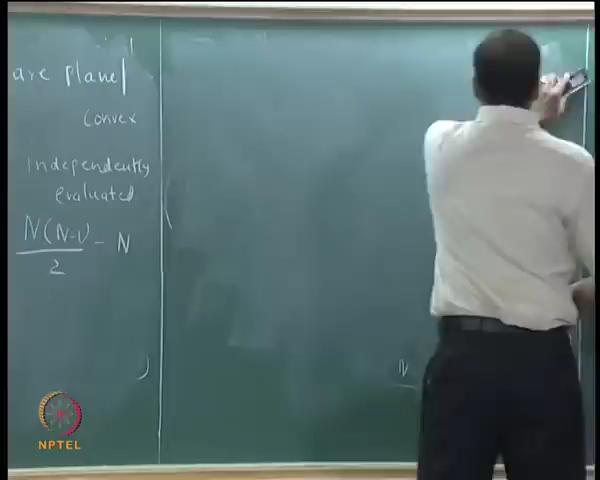 are plane
Convex
independently
evaluated
N(N-1)/2 - N
N
NPTEL